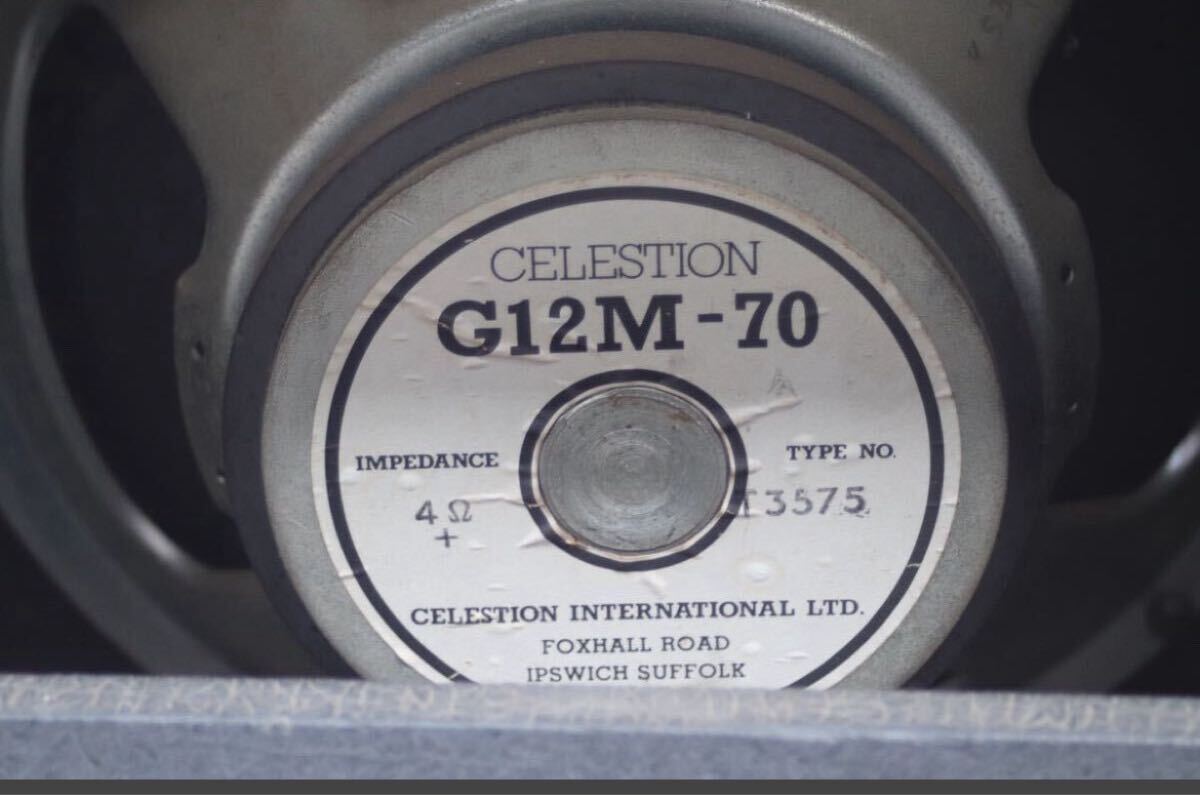 CELESTION
G12M-70
IMPEDANCE TYPE NO.
4Ω T3575
+
CELESTION INTERNATIONAL LTD.
FOXHALL ROAD
IPSWICH SUFFOLK